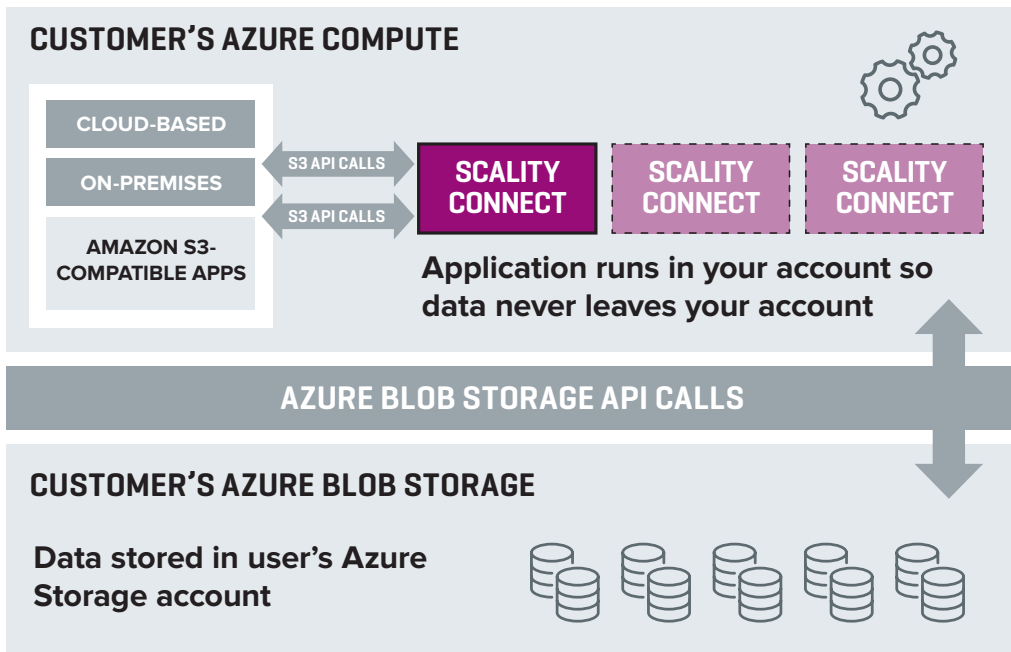 CUSTOMER’S AZURE COMPUTE
CLOUD-BASED
ON-PREMISES
AMAZON S3-
COMPATIBLE APPS
S3 API CALLS
S3 API CALLS
SCALITY
CONNECT
SCALITY
CONNECT
SCALITY
CONNECT
Application runs in your account so
data never leaves your account
AZURE BLOB STORAGE API CALLS
CUSTOMER’S AZURE BLOB STORAGE
Data stored in user’s Azure
Storage account